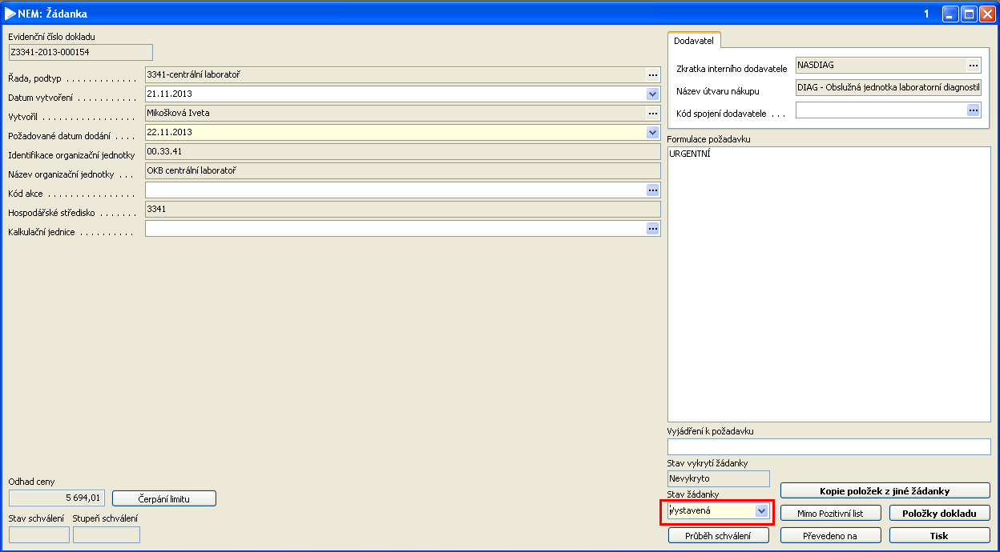 NEM: Žádanka
1
Evidenční číslo dokladu
Z3341-2013-000154
Řada, podtyp . . . . . . . . . . . . . 3341-centrální laboratoř ...
Datum vytvoření . . . . . . . . . . . 21.11.2013
Vytvořil . . . . . . . . . . . . . . . . . Mikošková Iveta ...
Požadované datum dodání . . . . 22.11.2013
Identifikace organizační jednotky 00.33.41
Název organizační jednotky . . . OKB centrální laboratoř
Kód akce . . . . . . . . . . . . . . . . ...
Hospodářské středisko . . . . . . . 3341
Kalkulační jednice . . . . . . . . . . ...
Odhad ceny
5 694,01 Čerpání limitu
Stav schválení Stupeň schválení
Dodavatel
Zkratka interního dodavatele NASDIAG ...
Název útvaru nákupu DIAG - Obslužná jednotka laboratorní diagnostil
Kód spojení dodavatele . . . ...
Formulace požadavku
URGENTNÍ
Vyjádření k požadavku
Stav vykrytí žádanky
Nevykryto
Stav žádanky
Vystavená
Kopie položek z jiné žádanky
Mimo Pozitivní list Položky dokladu
Průběh schválení Převedeno na Tisk